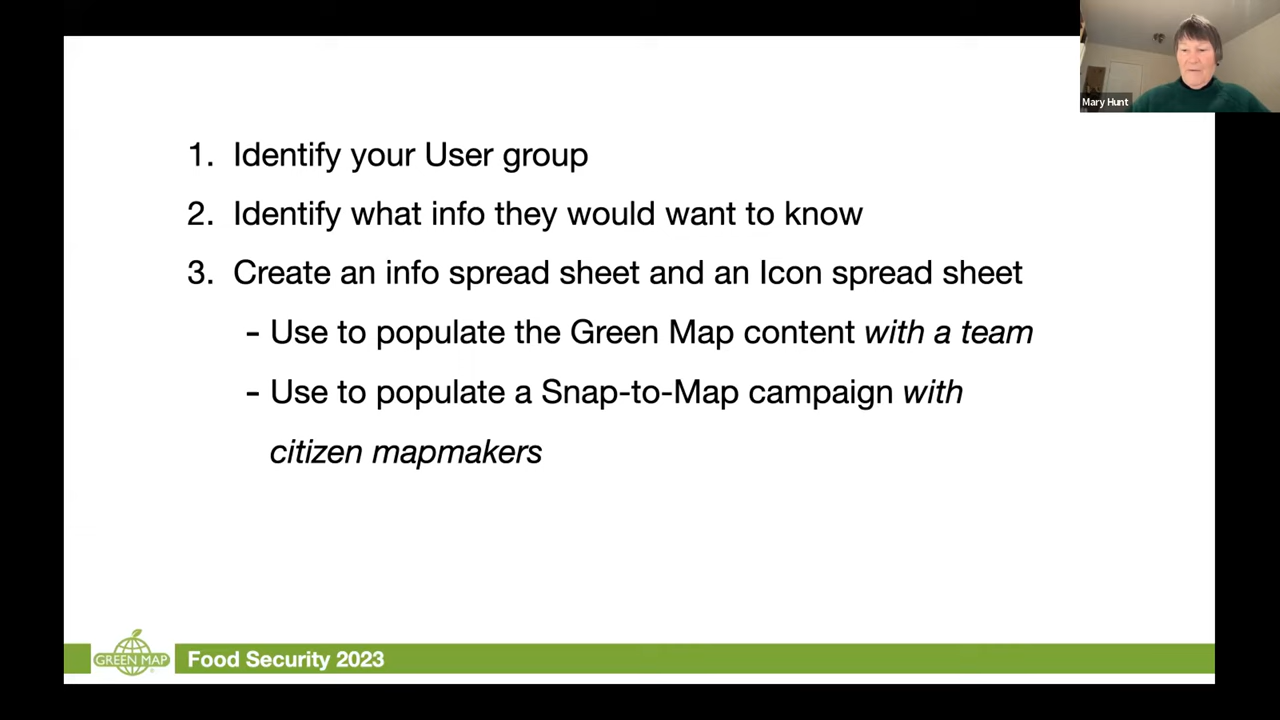 Mary Hunt
1. Identify your User group
2. Identify what info they would want to know
3. Create an info spread sheet and an Icon spread sheet
- Use to populate the Green Map content with a team
- Use to populate a Snap-to-Map campaign with
citizen mapmakers
GREEN MAP
Food Security 2023